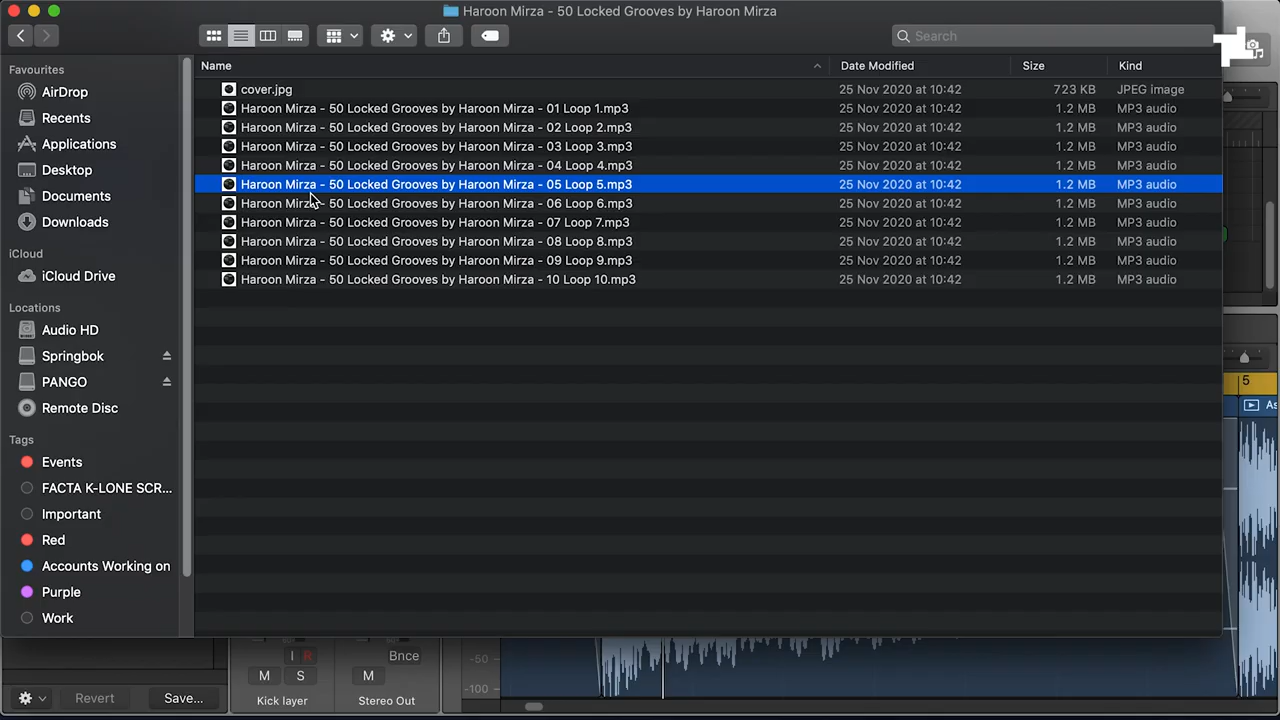 Haroon Mirza - 50 Locked Grooves by Haroon Mirza
Search
Favourites
AirDrop
Recents
Applications
Desktop
Documents
Downloads
iCloud
iCloud Drive
Locations
Audio HD
Springbok
PANGO
Remote Disc
Tags
Events
FACTA K-LONE SCR...
Important
Red
Accounts Working on
Purple
Work
Name Date Modified Size Kind
cover.jpg 25 Nov 2020 at 10:42 723 KB JPEG image
Haroon Mirza - 50 Locked Grooves by Haroon Mirza - 01 Loop 1.mp3 25 Nov 2020 at 10:42 1.2 MB MP3 audio
Haroon Mirza - 50 Locked Grooves by Haroon Mirza - 02 Loop 2.mp3 25 Nov 2020 at 10:42 1.2 MB MP3 audio
Haroon Mirza - 50 Locked Grooves by Haroon Mirza - 03 Loop 3.mp3 25 Nov 2020 at 10:42 1.2 MB MP3 audio
Haroon Mirza - 50 Locked Grooves by Haroon Mirza - 04 Loop 4.mp3 25 Nov 2020 at 10:42 1.2 MB MP3 audio
Haroon Mirza - 50 Locked Grooves by Haroon Mirza - 05 Loop 5.mp3 25 Nov 2020 at 10:42 1.2 MB MP3 audio
Haroon Mirza - 50 Locked Grooves by Haroon Mirza - 06 Loop 6.mp3 25 Nov 2020 at 10:42 1.2 MB MP3 audio
Haroon Mirza - 50 Locked Grooves by Haroon Mirza - 07 Loop 7.mp3 25 Nov 2020 at 10:42 1.2 MB MP3 audio
Haroon Mirza - 50 Locked Grooves by Haroon Mirza - 08 Loop 8.mp3 25 Nov 2020 at 10:42 1.2 MB MP3 audio
Haroon Mirza - 50 Locked Grooves by Haroon Mirza - 09 Loop 9.mp3 25 Nov 2020 at 10:42 1.2 MB MP3 audio
Haroon Mirza - 50 Locked Grooves by Haroon Mirza - 10 Loop 10.mp3 25 Nov 2020 at 10:42 1.2 MB MP3 audio
5
As
I R
Bnce
M S M
-50
-100
Revert Save... Kick layer Stereo Out